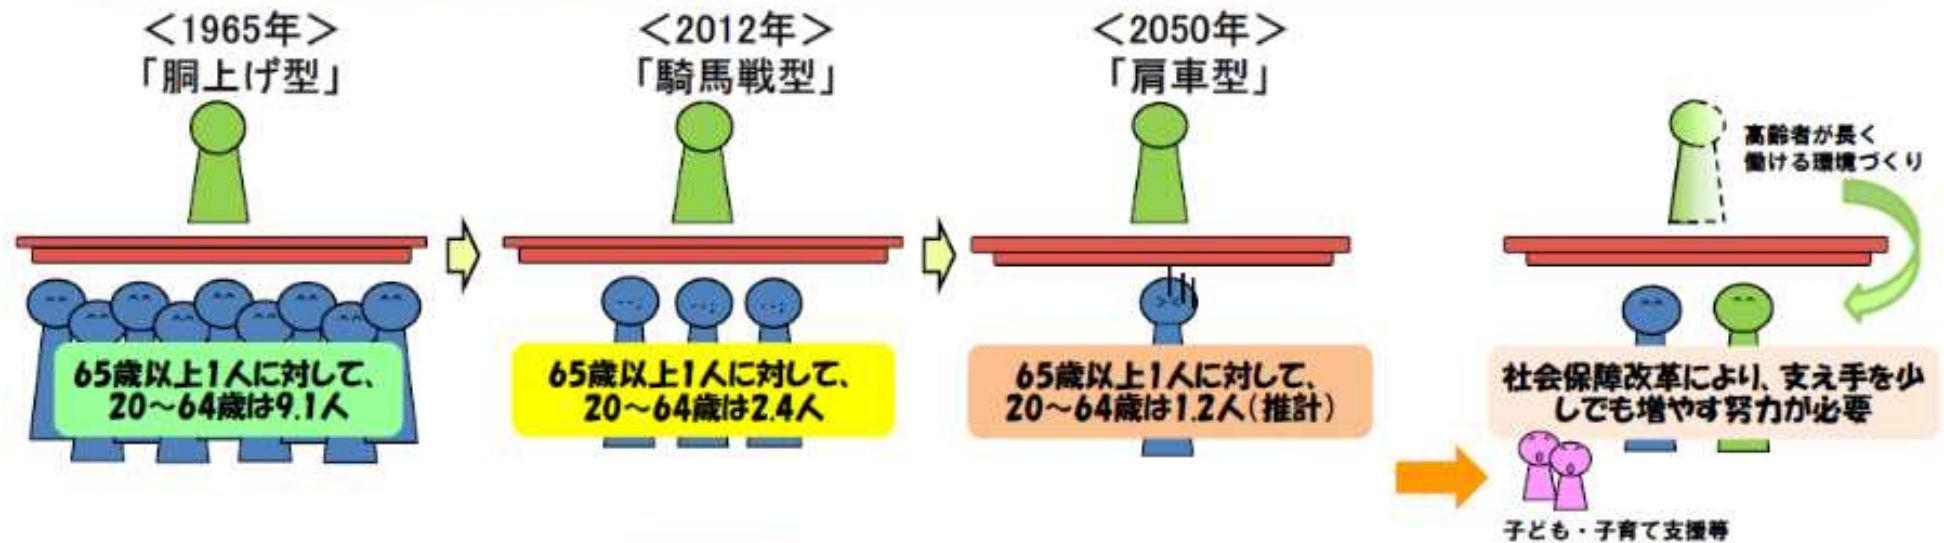 ＜1965年＞
「胴上げ型」
65歳以上1人に対して、
20～64歳は9.1人
＜2012年＞
「騎馬戦型」
65歳以上1人に対して、
20～64歳は2.4人
＜2050年＞
「肩車型」
65歳以上1人に対して、
20～64歳は1.2人（推計）
高齢者が長く
働ける環境づくり
社会保障改革により、支え手を少
しでも増やす努力が必要
子ども・子育て支援等